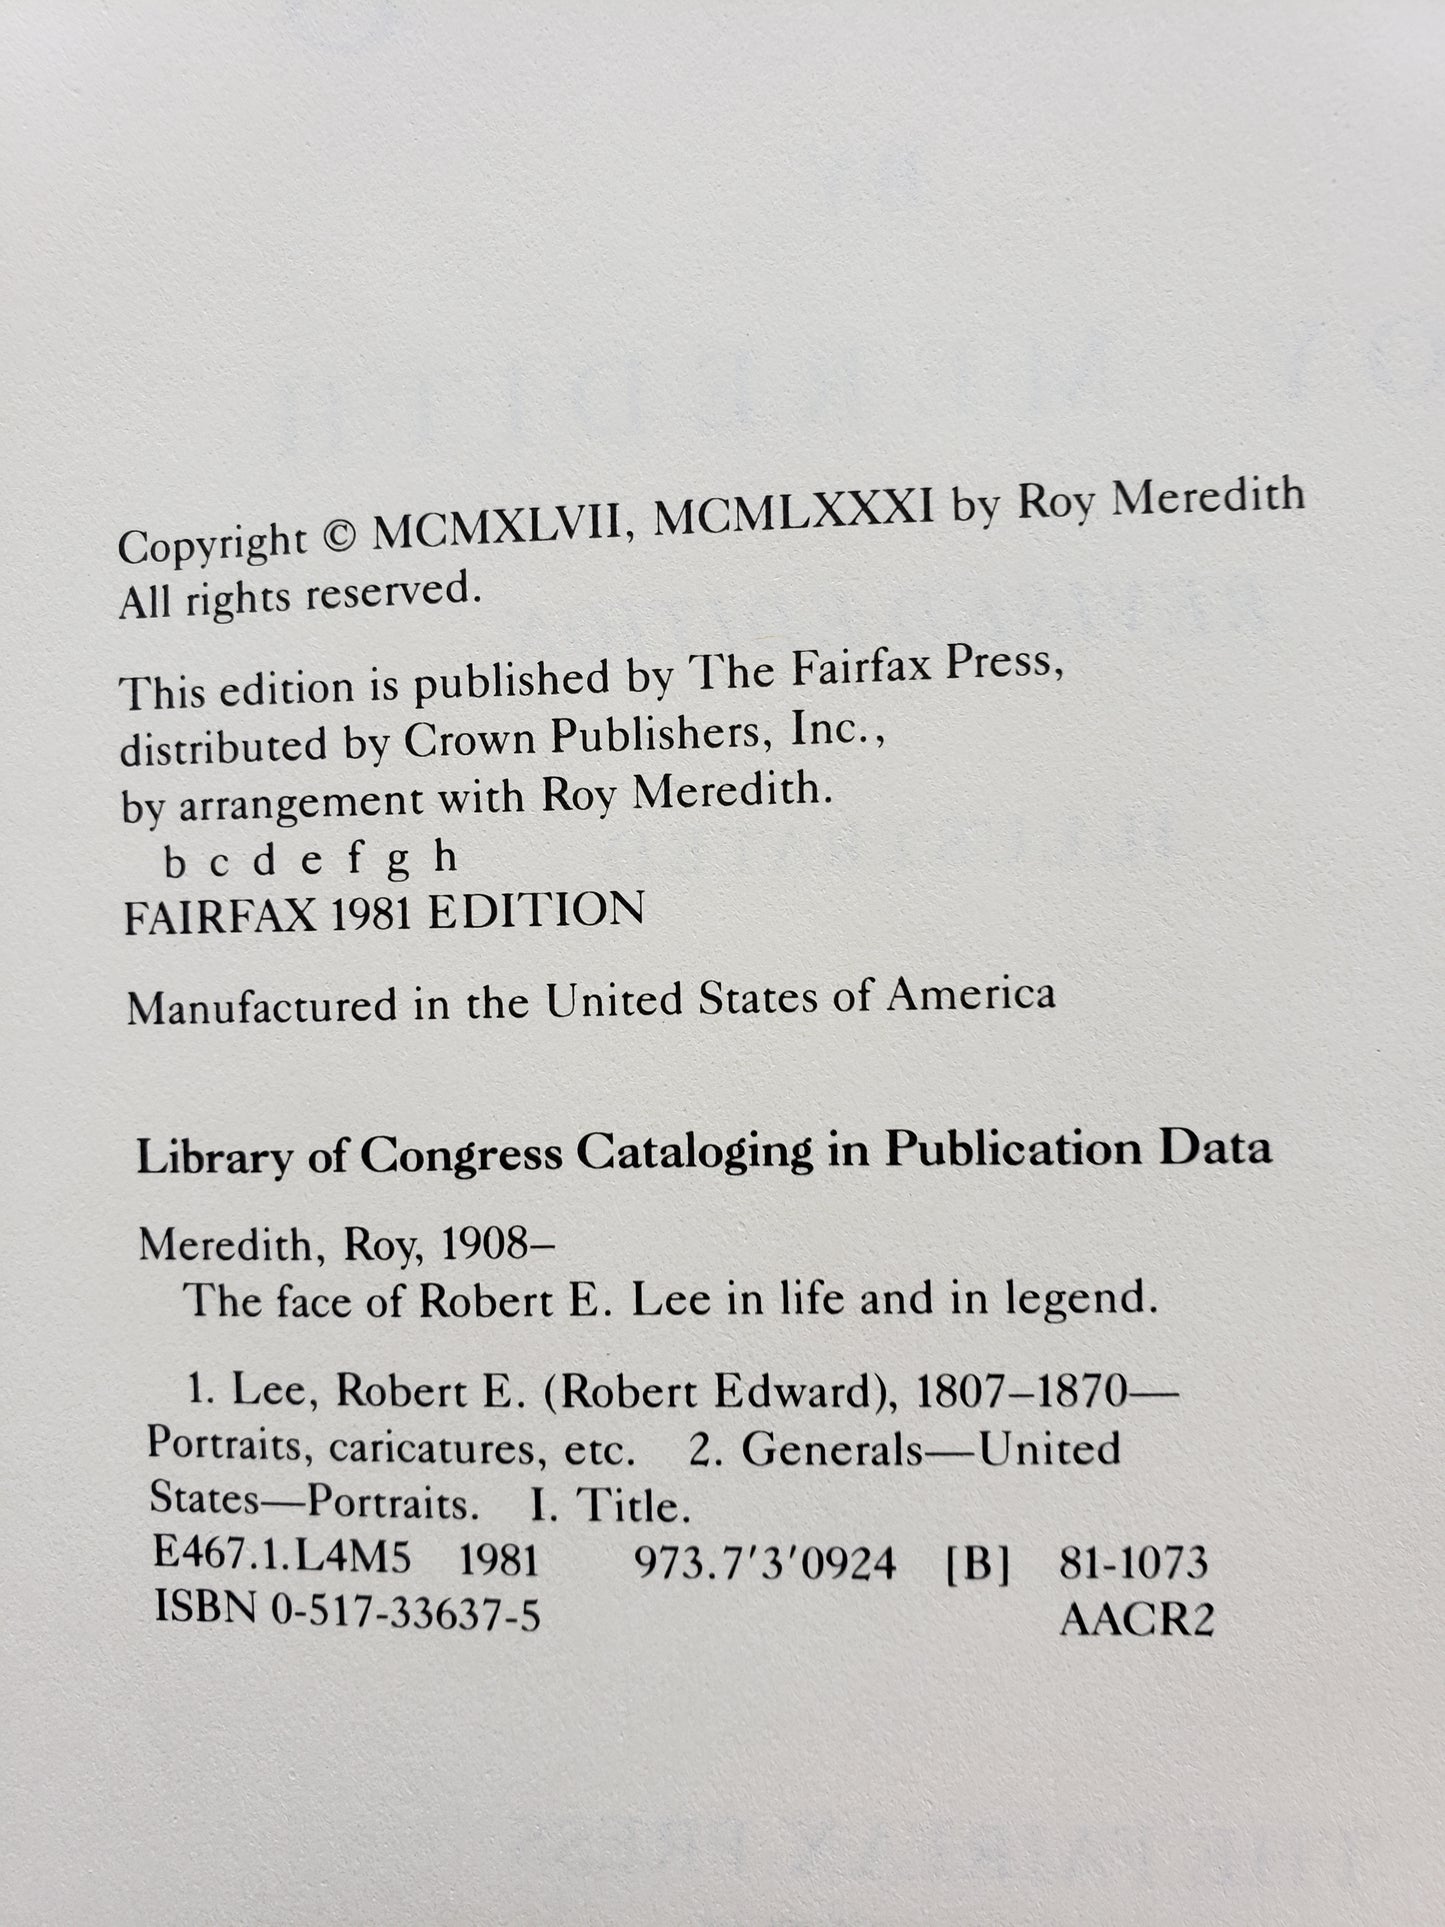 Copyright © MCMXLVII, MCMLXXXI by Roy Meredith
All rights reserved.
This edition is published by The Fairfax Press,
distributed by Crown Publishers, Inc.,
by arrangement with Roy Meredith.
b c d e f g h
FAIRFAX 1981 EDITION
Manufactured in the United States of America
Library of Congress Cataloging in Publication Data
Meredith, Roy, 1908–
The face of Robert E. Lee in life and in legend.
1. Lee, Robert E. (Robert Edward), 1807–1870—
Portraits, caricatures, etc. 2. Generals—United
States—Portraits. I. Title.
E467.1.L4M5 1981 973.7'3'0924 [B] 81-1073
ISBN 0-517-33637-5 AACR2